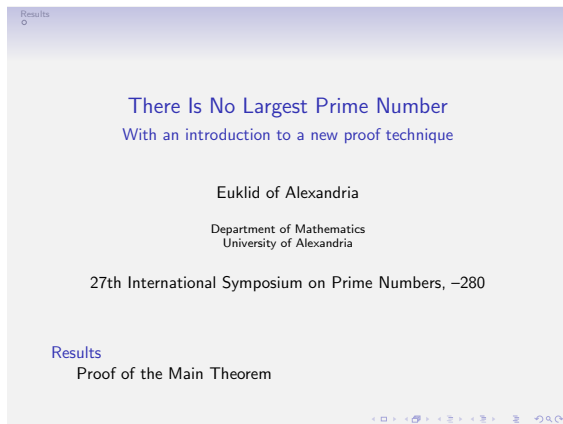 Results
There Is No Largest Prime Number
With an introduction to a new proof technique
Euklid of Alexandria
Department of Mathematics
University of Alexandria
27th International Symposium on Prime Numbers, –280
Results
Proof of the Main Theorem